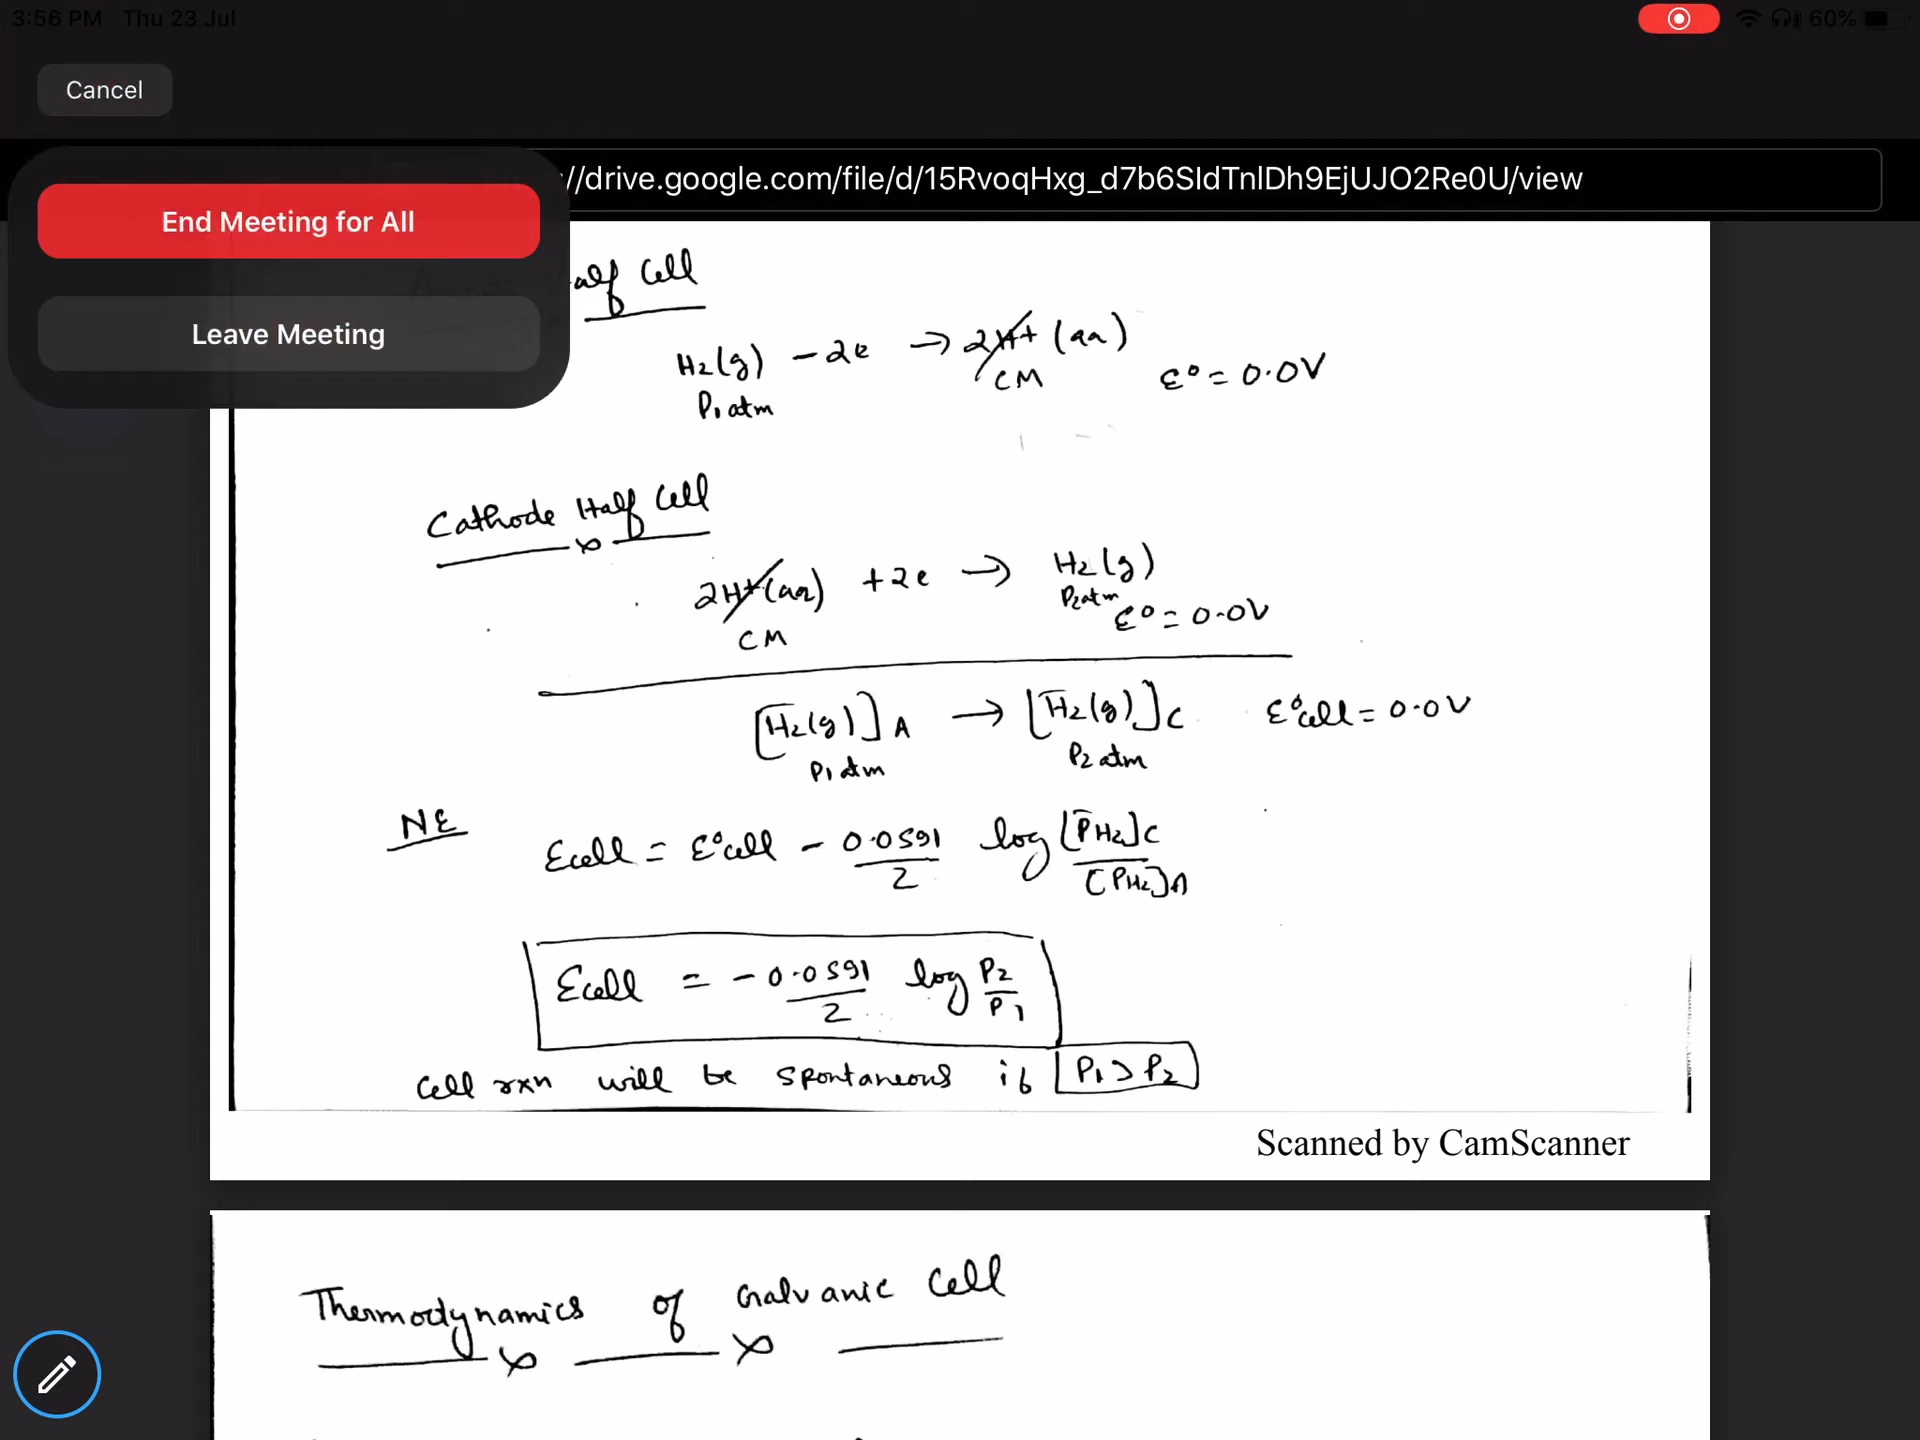 3:56 PM Thu 23 Jul
60%
Cancel
://drive.google.com/file/d/15RvoqHxg_d7b6SIdTnlDh9EjUJO2Re0U/view
End Meeting for All
Leave Meeting
Half Cell
H₂(g) – 2e → 2H+ (aq)
P₁ atm CM
ε° = 0.0V
Cathode Half Cell
2H+(aq) + 2e → H₂(g)
CM P₂ atm
ε° = 0.0V
[H₂(g)]A → [H₂(g)]C ε°cell = 0.0V
P₁ atm P₂ atm
NE
Ecell = ε°cell – 0.0591/2 log [PH₂]C/[PH₂]A
Ecell = – 0.0591/2 log P₂/P₁
Cell rxn will be spontaneous if P₁ > P₂
Scanned by CamScanner
Thermodynamics of Galvanic Cell